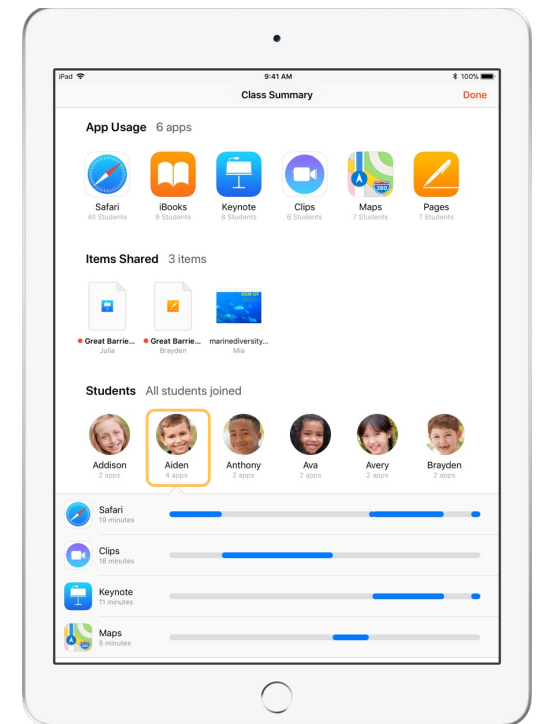 iPad 9:41 AM 100%
Class Summary Done
App Usage 6 apps
Safari iBooks Keynote Clips Maps Pages
All Students 9 Students 8 Students 6 Students 7 Students 7 Students
280
Items Shared 3 items
Great Barrie... Great Barrie... marinediversity...
Julia Brayden Mia
Students All students joined
Addison Aiden Anthony Ava Avery Brayden
2 apps 4 apps 2 apps 2 apps 2 apps 2 apps
Safari
19 minutes
Clips
16 minutes
Keynote
11 minutes
Maps
5 minutes